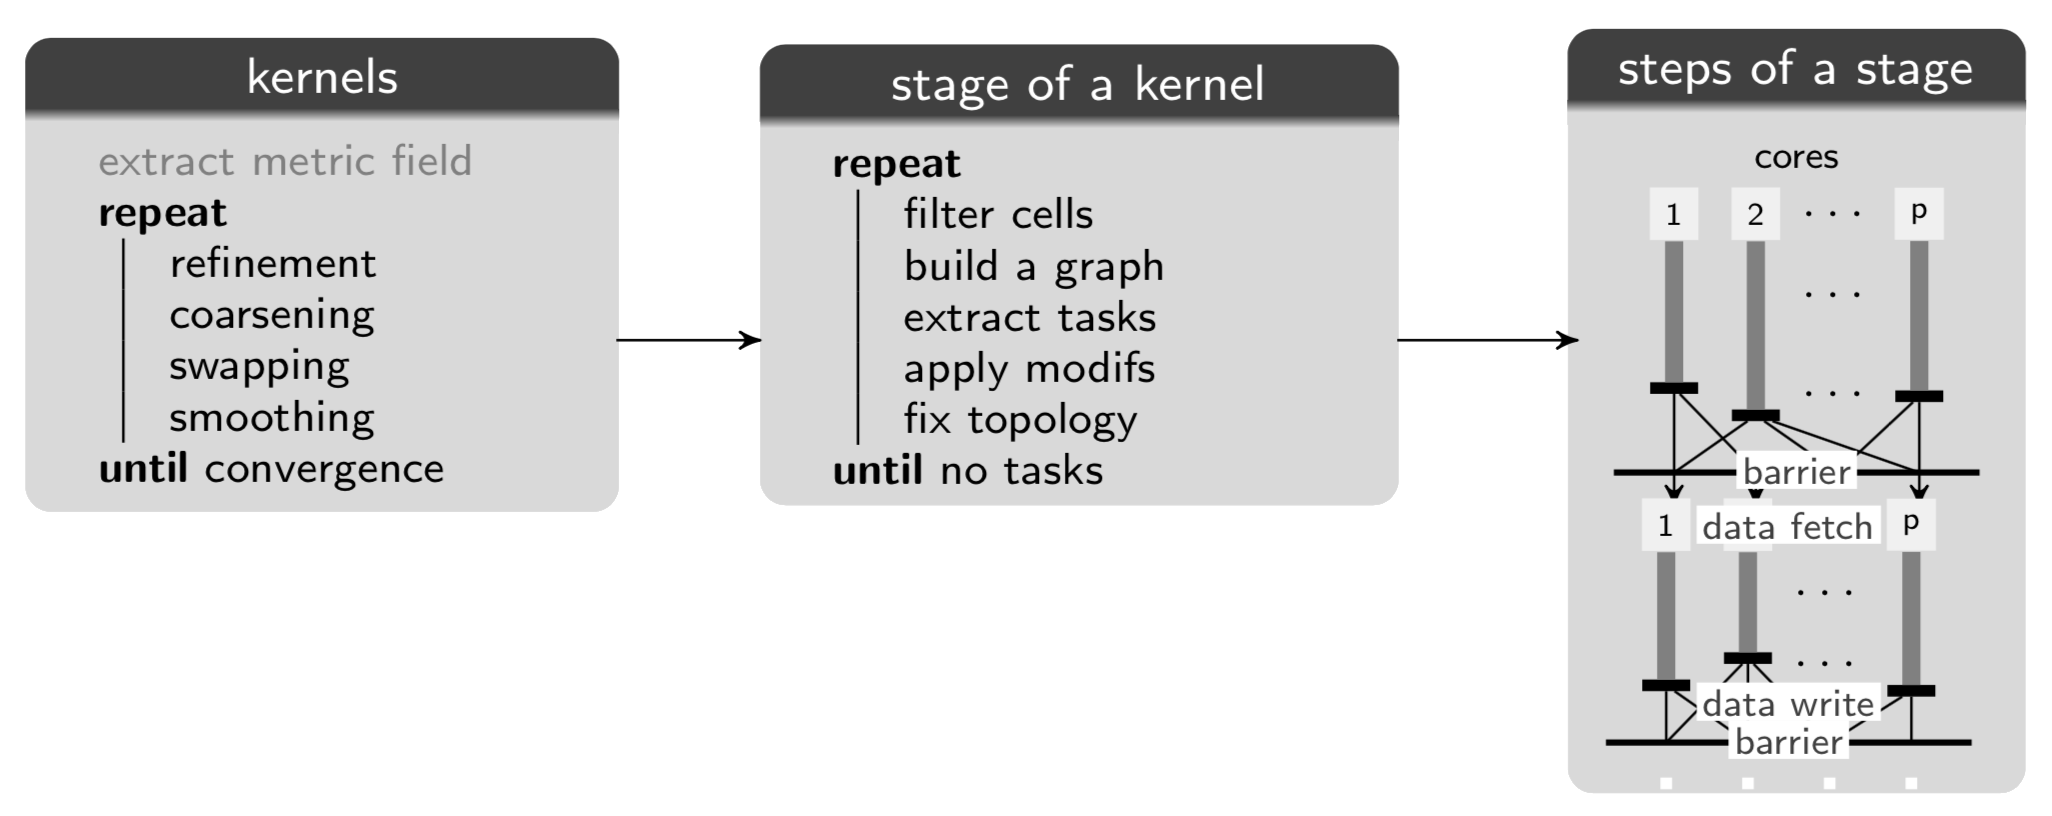 kernels
extract metric field
repeat
refinement
coarsening
swapping
smoothing
until convergence
stage of a kernel
repeat
filter cells
build a graph
extract tasks
apply modifs
fix topology
until no tasks
steps of a stage
cores
1 2 · · · p
· · ·
· · ·
barrier
1 data fetch p
· · ·
· · ·
data write
barrier